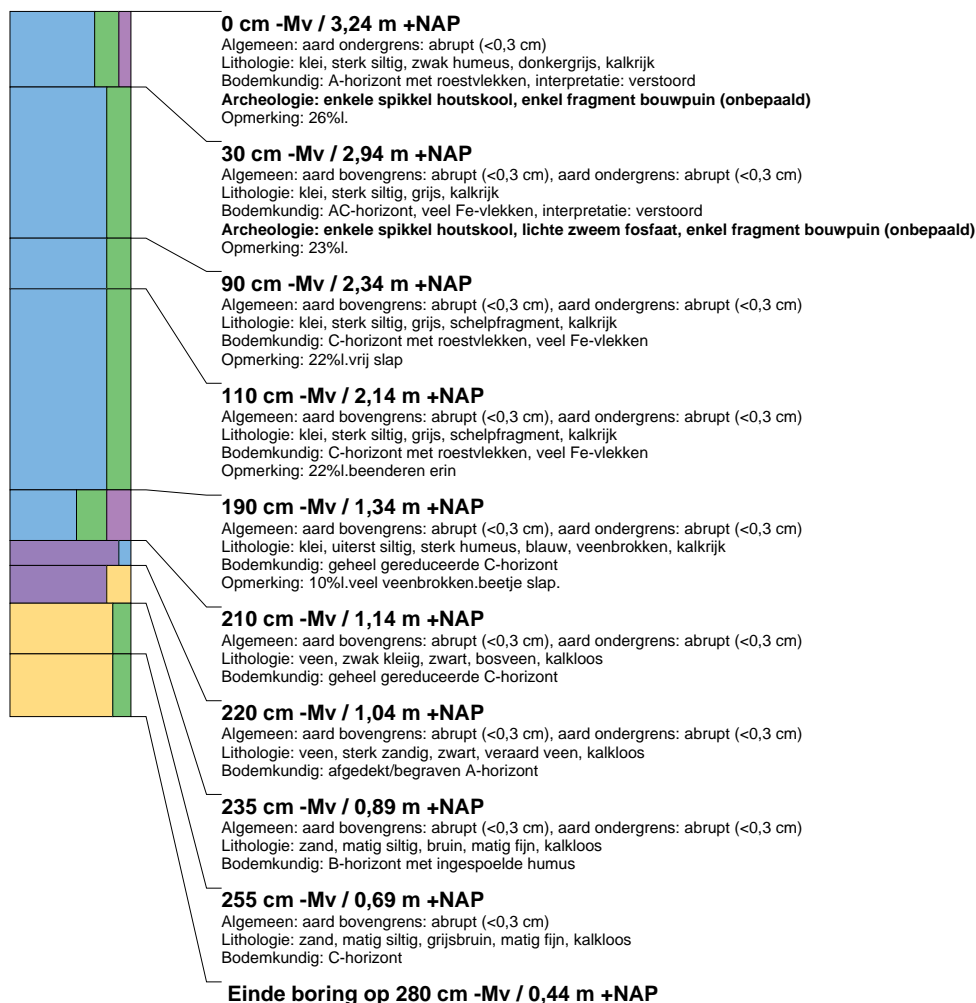 0 cm -Mv / 3,24 m +NAP
Algemeen: aard ondergrens: abrupt (<0,3 cm)
Lithologie: klei, sterk siltig, zwak humeus, donkergrijs, kalkrijk
Bodemkundig: A-horizont met roestvlekken, interpretatie: verstoord
Archeologie: enkele spikkel houtskool, enkel fragment bouwpuin (onbepaald)
Opmerking: 26%l.
30 cm -Mv / 2,94 m +NAP
Algemeen: aard bovengrens: abrupt (<0,3 cm), aard ondergrens: abrupt (<0,3 cm)
Lithologie: klei, sterk siltig, grijs, kalkrijk
Bodemkundig: AC-horizont, veel Fe-vlekken, interpretatie: verstoord
Archeologie: enkele spikkel houtskool, lichte zweem fosfaat, enkel fragment bouwpuin (onbepaald)
Opmerking: 23%l.
90 cm -Mv / 2,34 m +NAP
Algemeen: aard bovengrens: abrupt (<0,3 cm), aard ondergrens: abrupt (<0,3 cm)
Lithologie: klei, sterk siltig, grijs, schelpfragment, kalkrijk
Bodemkundig: C-horizont met roestvlekken, veel Fe-vlekken
Opmerking: 22%l.vrij slap
110 cm -Mv / 2,14 m +NAP
Algemeen: aard bovengrens: abrupt (<0,3 cm), aard ondergrens: abrupt (<0,3 cm)
Lithologie: klei, sterk siltig, grijs, schelpfragment, kalkrijk
Bodemkundig: C-horizont met roestvlekken, veel Fe-vlekken
Opmerking: 22%l.beenderen erin
190 cm -Mv / 1,34 m +NAP
Algemeen: aard bovengrens: abrupt (<0,3 cm), aard ondergrens: abrupt (<0,3 cm)
Lithologie: klei, uiterst siltig, sterk humeus, blauw, veenbrokken, kalkrijk
Bodemkundig: geheel gereduceerde C-horizont
Opmerking: 10%l.veel veenbrokken.beetje slap.
210 cm -Mv / 1,14 m +NAP
Algemeen: aard bovengrens: abrupt (<0,3 cm), aard ondergrens: abrupt (<0,3 cm)
Lithologie: veen, zwak kleiig, zwart, bosveen, kalkloos
Bodemkundig: geheel gereduceerde C-horizont
220 cm -Mv / 1,04 m +NAP
Algemeen: aard bovengrens: abrupt (<0,3 cm), aard ondergrens: abrupt (<0,3 cm)
Lithologie: veen, sterk zandig, zwart, veraard veen, kalkloos
Bodemkundig: afgedekt/begraven A-horizont
235 cm -Mv / 0,89 m +NAP
Algemeen: aard bovengrens: abrupt (<0,3 cm), aard ondergrens: abrupt (<0,3 cm)
Lithologie: zand, matig siltig, bruin, matig fijn, kalkloos
Bodemkundig: B-horizont met ingespoelde humus
255 cm -Mv / 0,69 m +NAP
Algemeen: aard bovengrens: abrupt (<0,3 cm)
Lithologie: zand, matig siltig, grijsbruin, matig fijn, kalkloos
Bodemkundig: C-horizont
Einde boring op 280 cm -Mv / 0,44 m +NAP